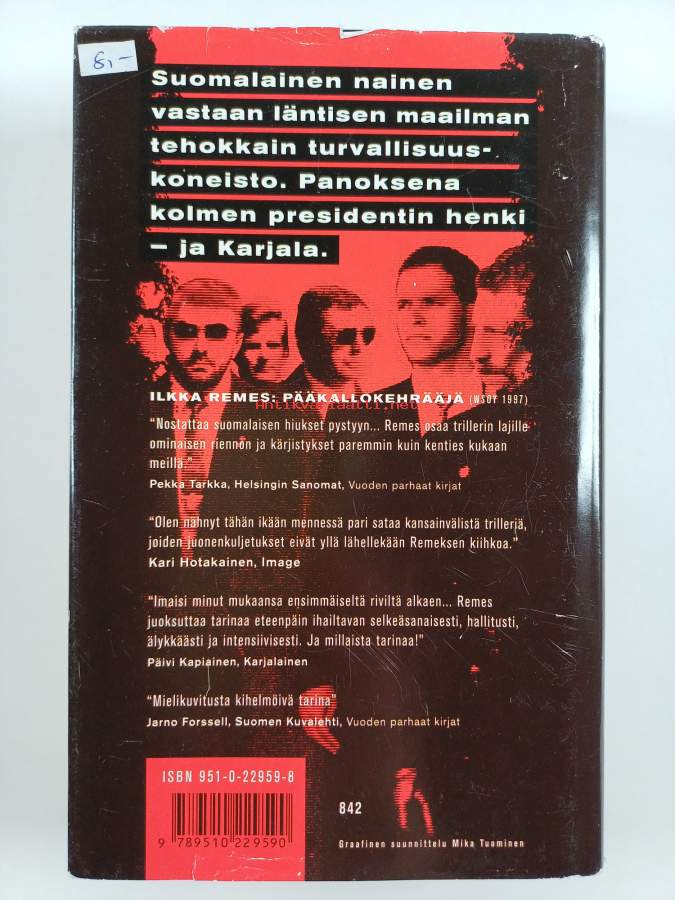 8,-
Suomalainen nainen
vastaan läntisen maailman
tehokkain turvallisuus-
koneisto. Panoksena
kolmen presidentin henki
– ja Karjala.
ILKKA REMES: PÄÄKALLOKEHRÄÄJÄ (WSOY 1997)
antikvariaatti.net
“Nostattaa suomalaisen hiukset pystyyn... Remes osaa trillerin lajille
ominaisen riennon ja kärjistykset paremmin kuin kenties kukaan
meillä.”
Pekka Tarkka, Helsingin Sanomat, Vuoden parhaat kirjat
“Olen nähnyt tähän ikään mennessä pari sataa kansainvälistä trilleriä,
joiden juonenkuljetukset eivät yllä lähellekään Remeksen kiihkoa.”
Kari Hotakainen, Image
“Imaisi minut mukaansa ensimmäiseltä riviltä alkaen... Remes
juoksuttaa tarinaa eteenpäin ihailtavan selkeäsanaisesti, hallitusti,
älykkäästi ja intensiivisesti. Ja millaista tarinaa!”
Päivi Kapiainen, Karjalainen
“Mielikuvitusta kihelmöivä tarina”
Jarno Forssell, Suomen Kuvalehti, Vuoden parhaat kirjat
ISBN 951-0-22959-8
9 789510 229590
842
Graafinen suunnittelu Mika Tuominen